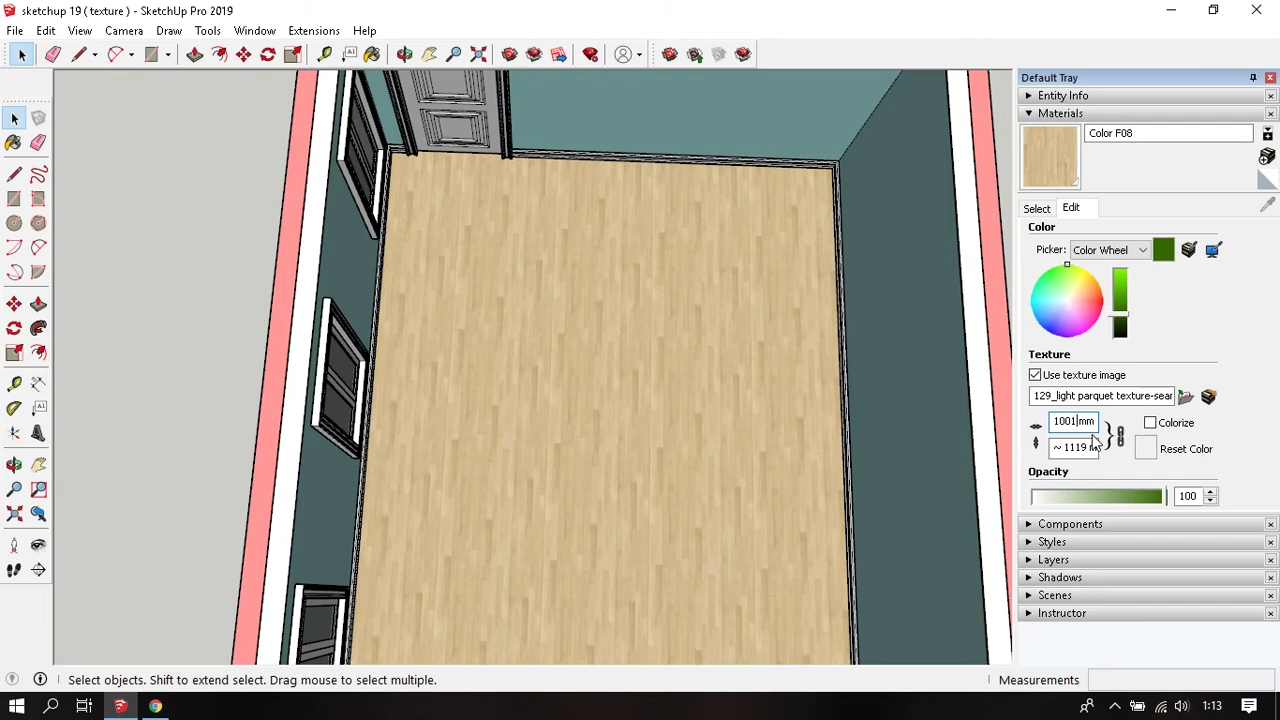 sketchup 19 ( texture ) - SketchUp Pro 2019
File Edit View Camera Draw Tools Window Extensions Help
Default Tray
Entity Info
Materials
Color F08
Select Edit
Color
Picker: Color Wheel
Texture
Use texture image
129_light parquet texture-sear
1001mm
Colorize
~ 1119
Reset Color
Opacity
100
Components
Styles
Layers
Shadows
Scenes
Instructor
Select objects. Shift to extend select. Drag mouse to select multiple.
Measurements
1:13